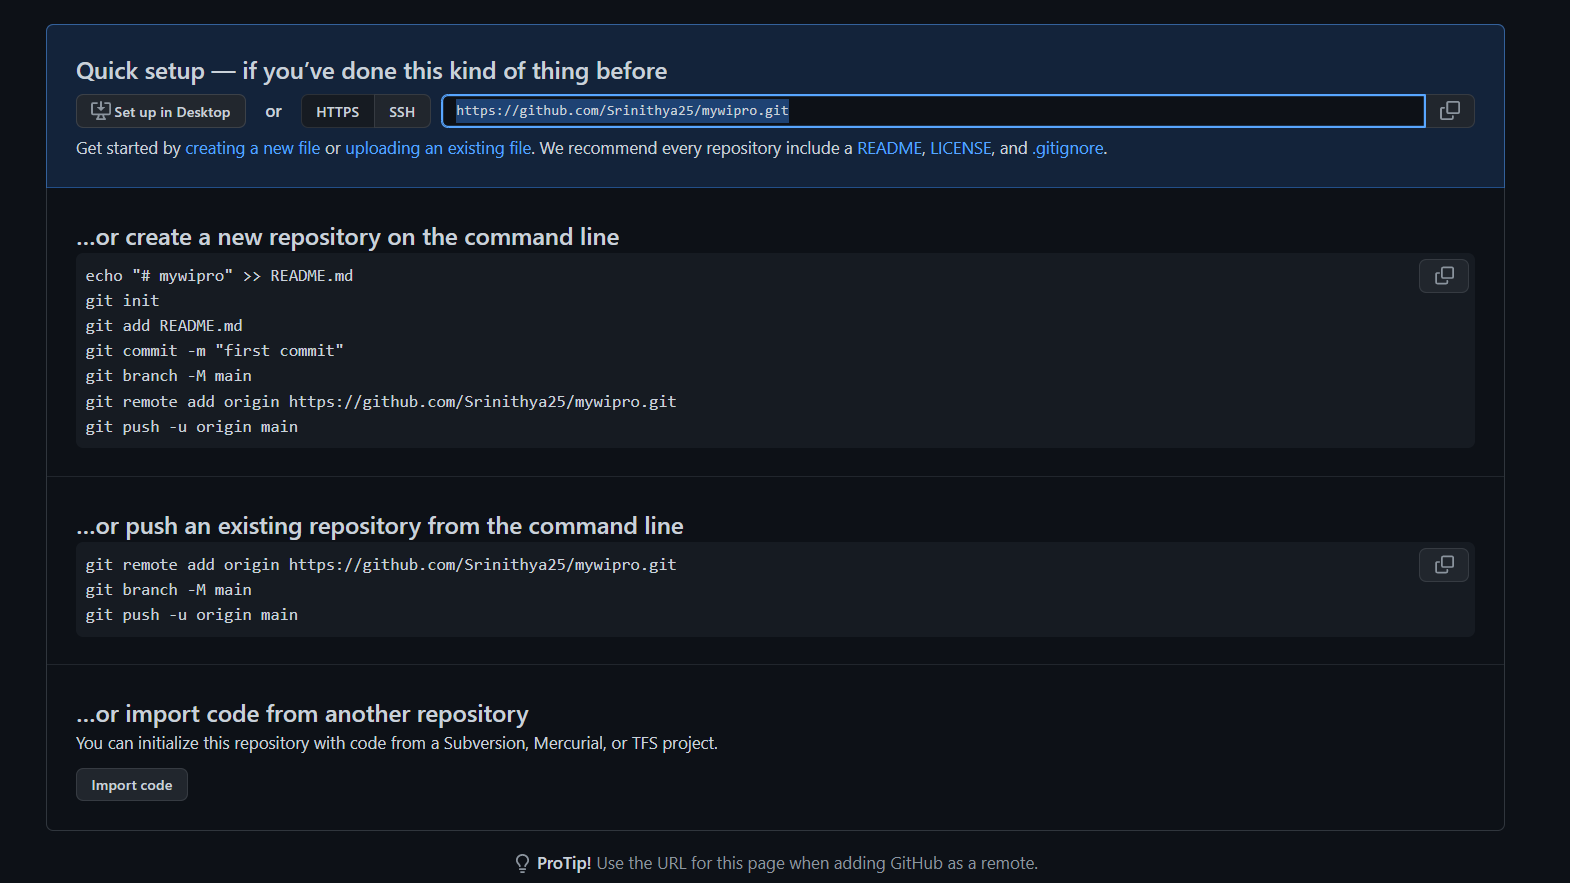 Quick setup — if you’ve done this kind of thing before
Set up in Desktop or HTTPS SSH https://github.com/Srinithya25/mywipro.git
Get started by creating a new file or uploading an existing file. We recommend every repository include a README, LICENSE, and .gitignore.
…or create a new repository on the command line
echo "# mywipro" >> README.md
git init
git add README.md
git commit -m "first commit"
git branch -M main
git remote add origin https://github.com/Srinithya25/mywipro.git
git push -u origin main
…or push an existing repository from the command line
git remote add origin https://github.com/Srinithya25/mywipro.git
git branch -M main
git push -u origin main
…or import code from another repository
You can initialize this repository with code from a Subversion, Mercurial, or TFS project.
Import code
ProTip! Use the URL for this page when adding GitHub as a remote.